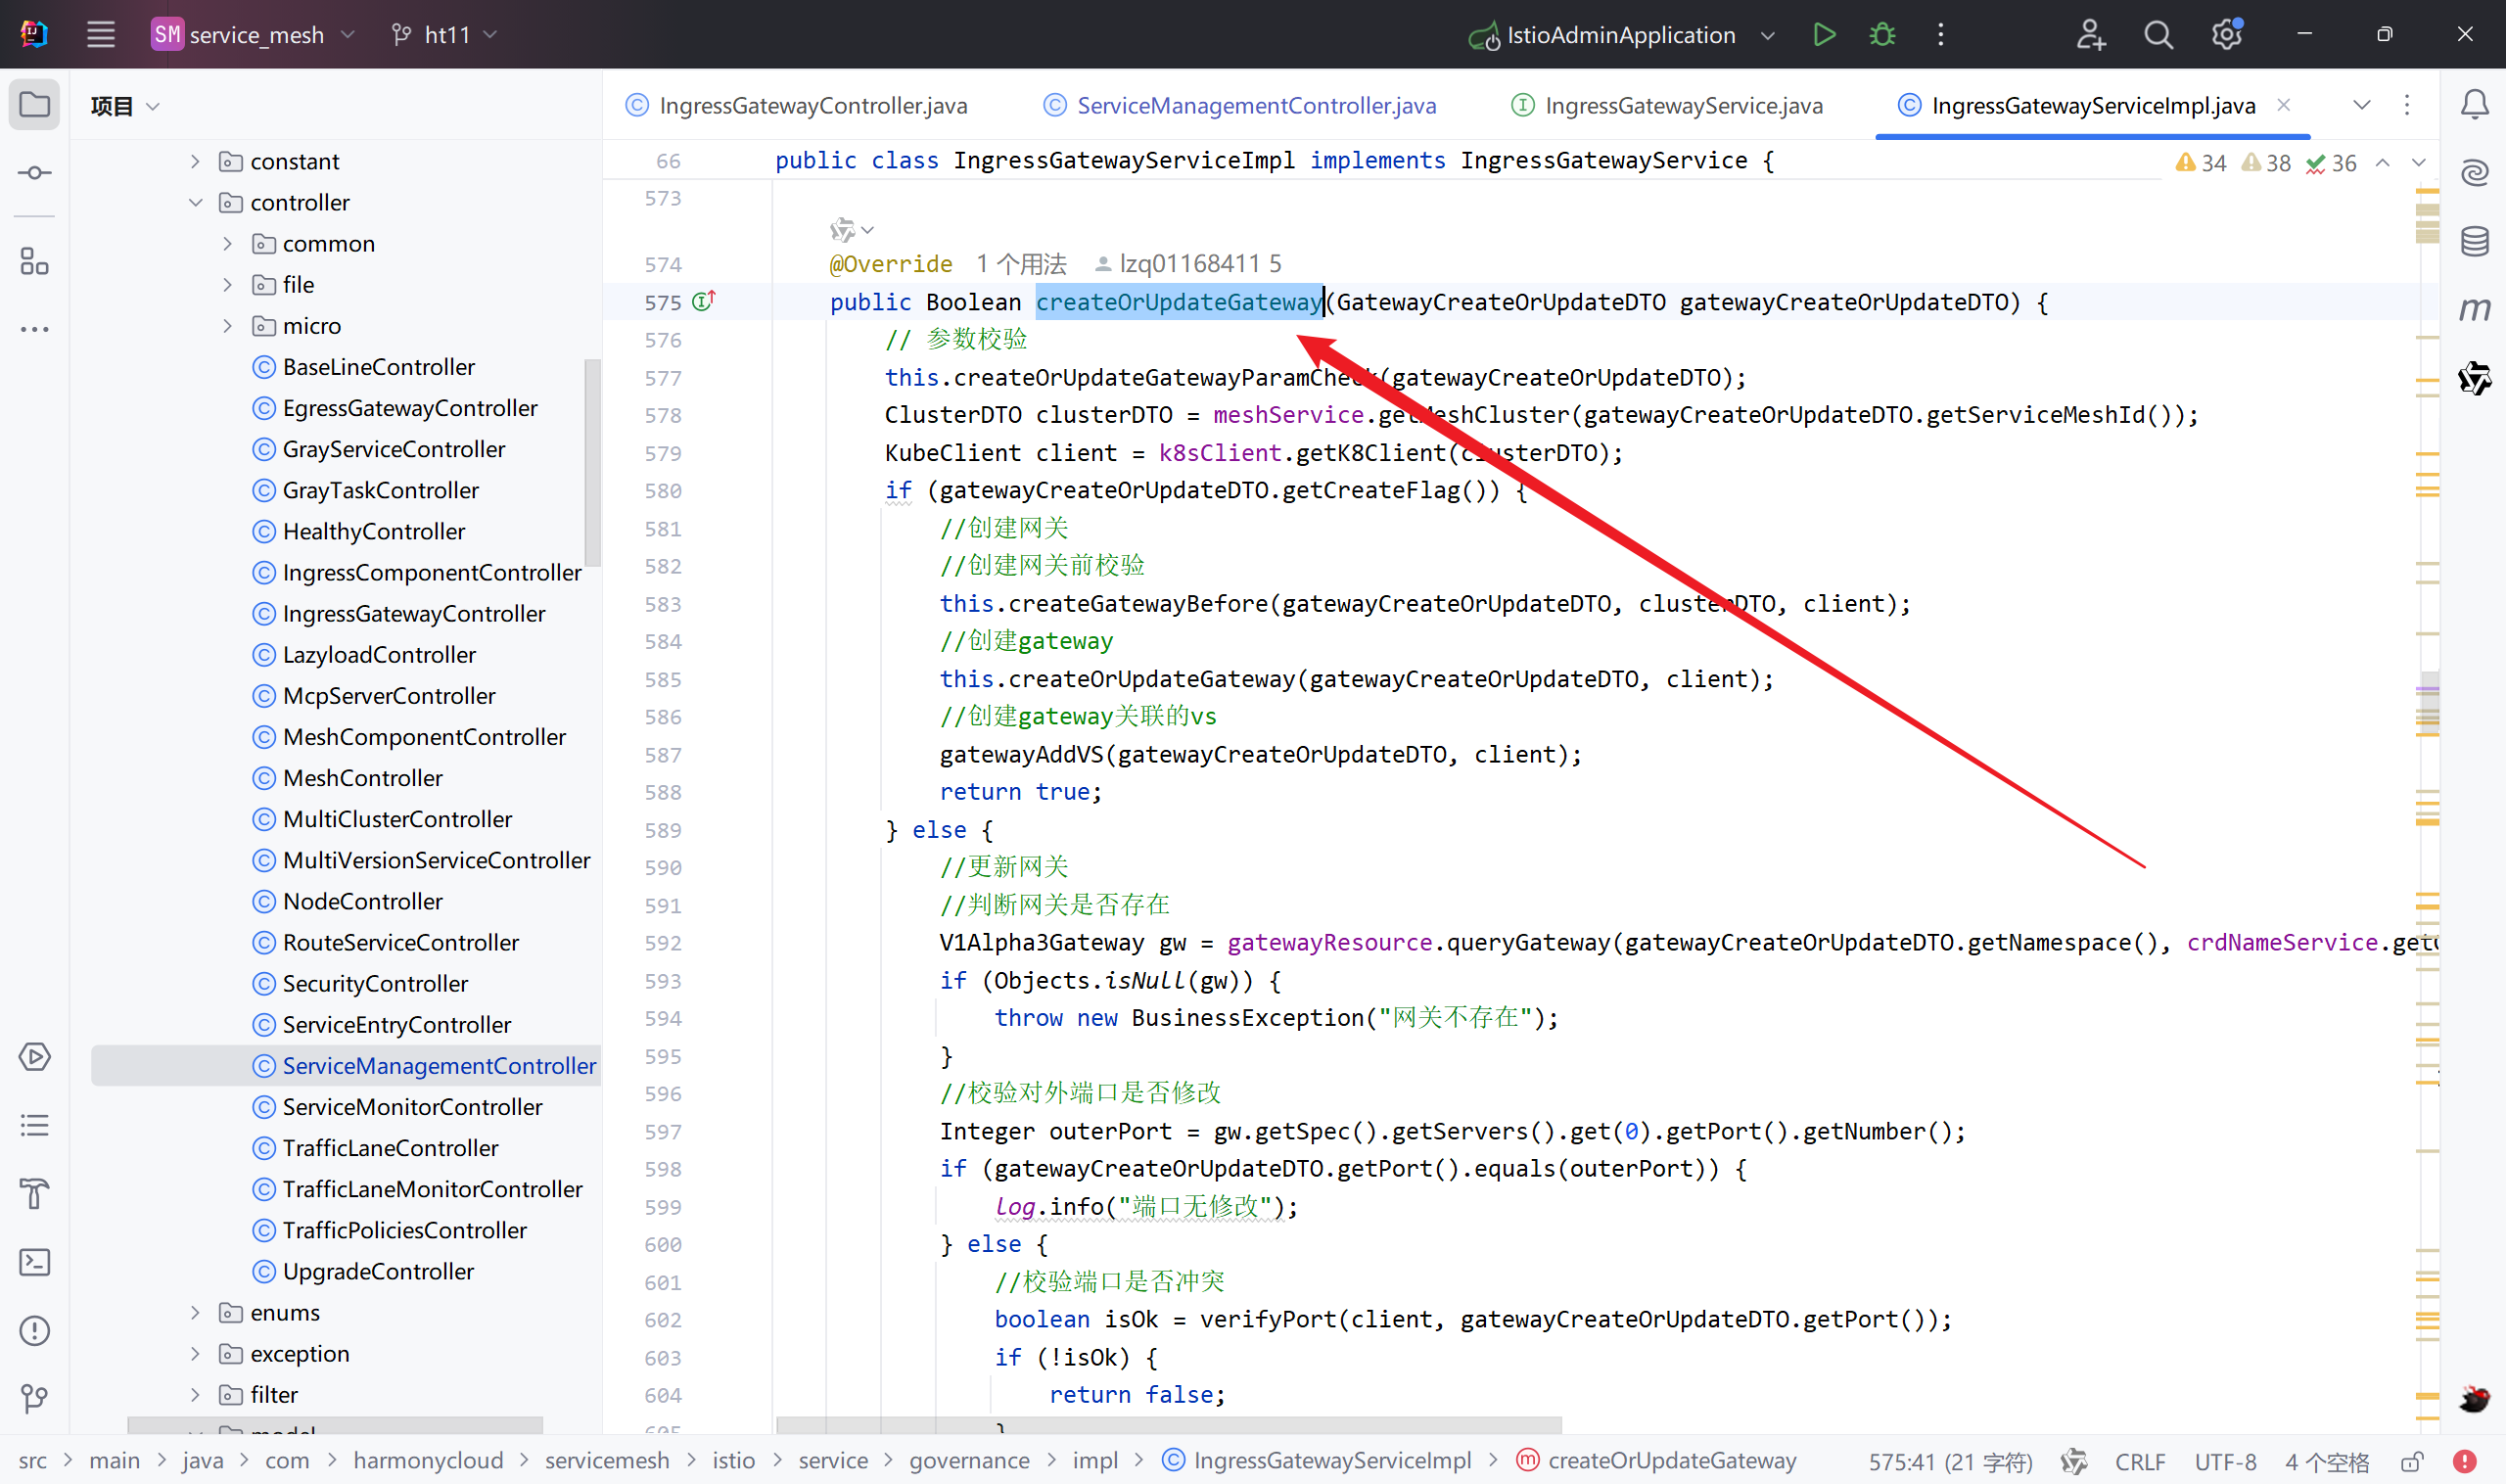 SM service_mesh ht11 IstioAdminApplication
项目
IngressGatewayController.java ServiceManagementController.java IngressGatewayService.java IngressGatewayServiceImpl.java
constant
controller
common
file
micro
BaseLineController
EgressGatewayController
GrayServiceController
GrayTaskController
HealthyController
IngressComponentController
IngressGatewayController
LazyloadController
McpServerController
MeshComponentController
MeshController
MultiClusterController
MultiVersionServiceController
NodeController
RouteServiceController
SecurityController
ServiceEntryController
ServiceManagementController
ServiceMonitorController
TrafficLaneController
TrafficLaneMonitorController
TrafficPoliciesController
UpgradeController
enums
exception
filter
model
66 public class IngressGatewayServiceImpl implements IngressGatewayService { 34 38 36
573
574 @Override 1 个用法 lzq01168411 5
575 public Boolean createOrUpdateGateway(GatewayCreateOrUpdateDTO gatewayCreateOrUpdateDTO) {
576 // 参数校验
577 this.createOrUpdateGatewayParamCheck(gatewayCreateOrUpdateDTO);
578 ClusterDTO clusterDTO = meshService.getMeshCluster(gatewayCreateOrUpdateDTO.getServiceMeshId());
579 KubeClient client = k8sClient.getK8Client(clusterDTO);
580 if (gatewayCreateOrUpdateDTO.getCreateFlag()) {
581 //创建网关
582 //创建网关前校验
583 this.createGatewayBefore(gatewayCreateOrUpdateDTO, clusterDTO, client);
584 //创建gateway
585 this.createOrUpdateGateway(gatewayCreateOrUpdateDTO, client);
586 //创建gateway关联的vs
587 gatewayAddVS(gatewayCreateOrUpdateDTO, client);
588 return true;
589 } else {
590 //更新网关
591 //判断网关是否存在
592 V1Alpha3Gateway gw = gatewayResource.queryGateway(gatewayCreateOrUpdateDTO.getNamespace(), crdNameService.get
593 if (Objects.isNull(gw)) {
594 throw new BusinessException("网关不存在");
595 }
596 //校验对外端口是否修改
597 Integer outerPort = gw.getSpec().getServers().get(0).getPort().getNumber();
598 if (gatewayCreateOrUpdateDTO.getPort().equals(outerPort)) {
599 log.info("端口无修改");
600 } else {
601 //校验端口是否冲突
602 boolean isOk = verifyPort(client, gatewayCreateOrUpdateDTO.getPort());
603 if (!isOk) {
604 return false;
605 }
src > main > java > com > harmonycloud > servicemesh > istio > service > governance > impl > IngressGatewayServiceImpl > createOrUpdateGateway 575:41 (21 字符) CRLF UTF-8 4 个空格